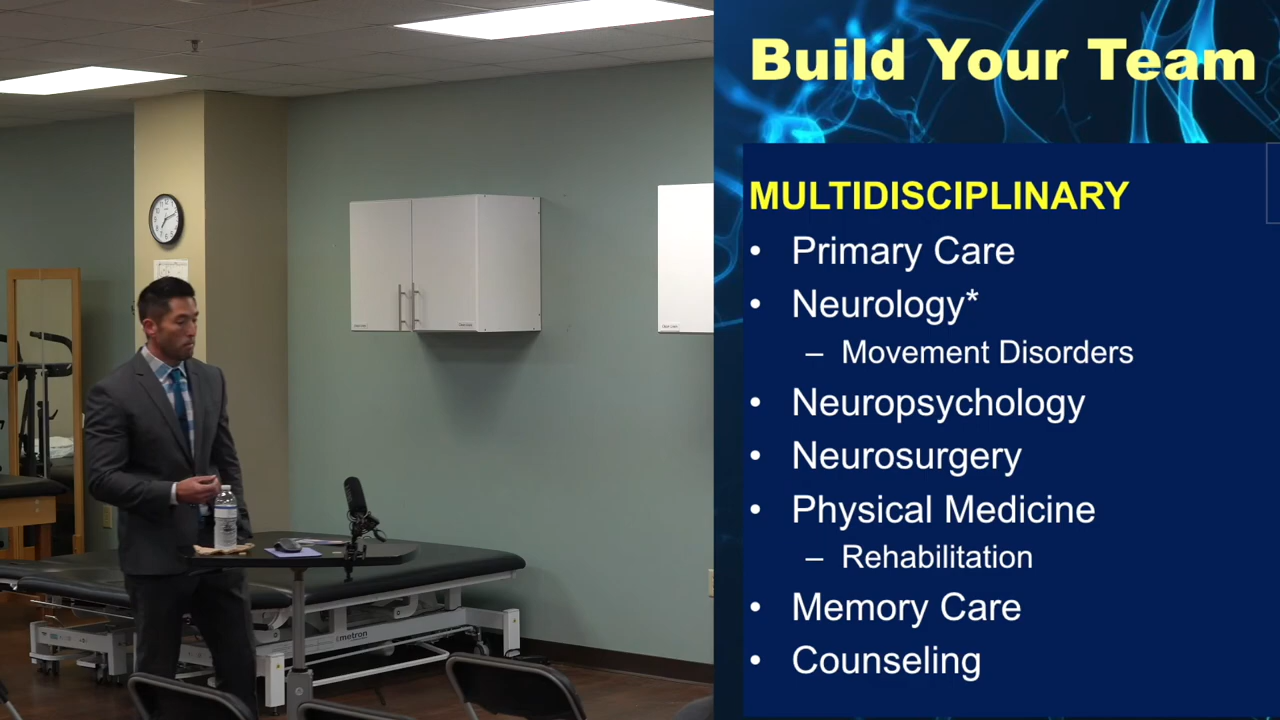 Build Your Team
MULTIDISCIPLINARY
• Primary Care
• Neurology*
– Movement Disorders
• Neuropsychology
• Neurosurgery
• Physical Medicine
– Rehabilitation
• Memory Care
• Counseling
metron